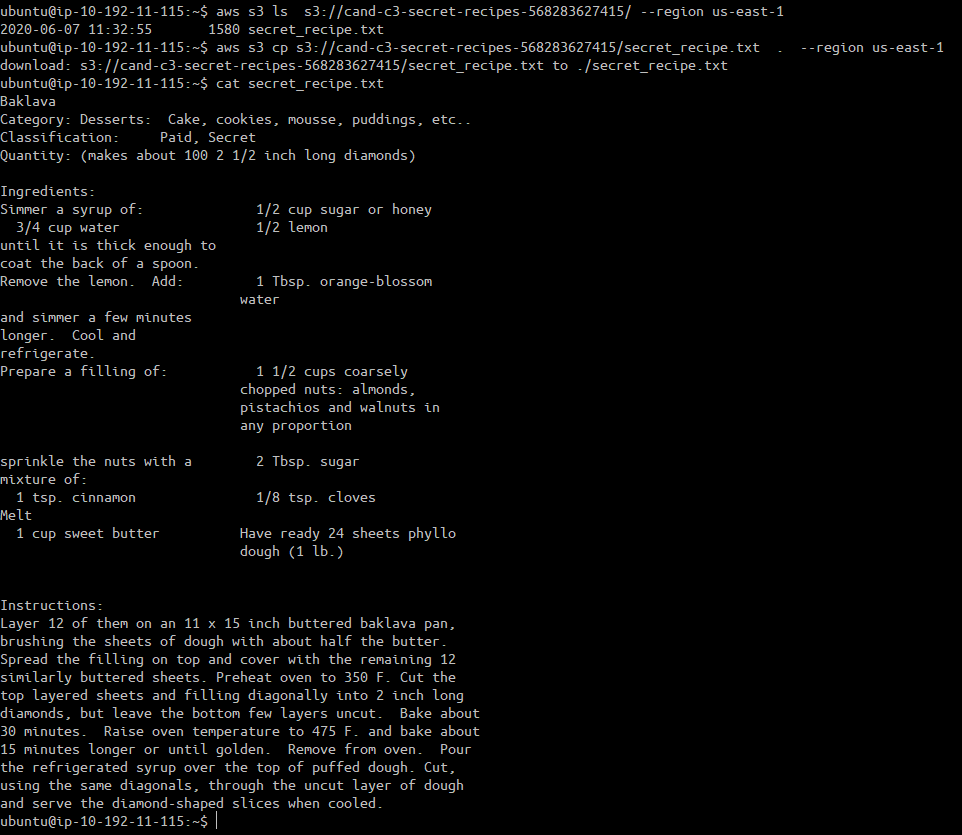 ubuntu@ip-10-192-11-115:~$ aws s3 ls  s3://cand-c3-secret-recipes-568283627415/ --region us-east-1
2020-06-07 11:32:55       1580 secret_recipe.txt
ubuntu@ip-10-192-11-115:~$ aws s3 cp s3://cand-c3-secret-recipes-568283627415/secret_recipe.txt  .  --region us-east-1
download: s3://cand-c3-secret-recipes-568283627415/secret_recipe.txt to ./secret_recipe.txt
ubuntu@ip-10-192-11-115:~$ cat secret_recipe.txt
Baklava
Category: Desserts:  Cake, cookies, mousse, puddings, etc..
Classification:     Paid, Secret
Quantity: (makes about 100 2 1/2 inch long diamonds)

Ingredients:
Simmer a syrup of:              1/2 cup sugar or honey
  3/4 cup water                 1/2 lemon
until it is thick enough to
coat the back of a spoon.
Remove the lemon.  Add:         1 Tbsp. orange-blossom
                              water
and simmer a few minutes
longer.  Cool and
refrigerate.
Prepare a filling of:           1 1/2 cups coarsely
                              chopped nuts: almonds,
                              pistachios and walnuts in
                              any proportion

sprinkle the nuts with a        2 Tbsp. sugar
mixture of:
  1 tsp. cinnamon               1/8 tsp. cloves
Melt
  1 cup sweet butter          Have ready 24 sheets phyllo
                              dough (1 lb.)

Instructions:
Layer 12 of them on an 11 x 15 inch buttered baklava pan,
brushing the sheets of dough with about half the butter.
Spread the filling on top and cover with the remaining 12
similarly buttered sheets. Preheat oven to 350 F. Cut the
top layered sheets and filling diagonally into 2 inch long
diamonds, but leave the bottom few layers uncut.  Bake about
30 minutes.  Raise oven temperature to 475 F. and bake about
15 minutes longer or until golden.  Remove from oven.  Pour
the refrigerated syrup over the top of puffed dough. Cut,
using the same diagonals, through the uncut layer of dough
and serve the diamond-shaped slices when cooled.
ubuntu@ip-10-192-11-115:~$